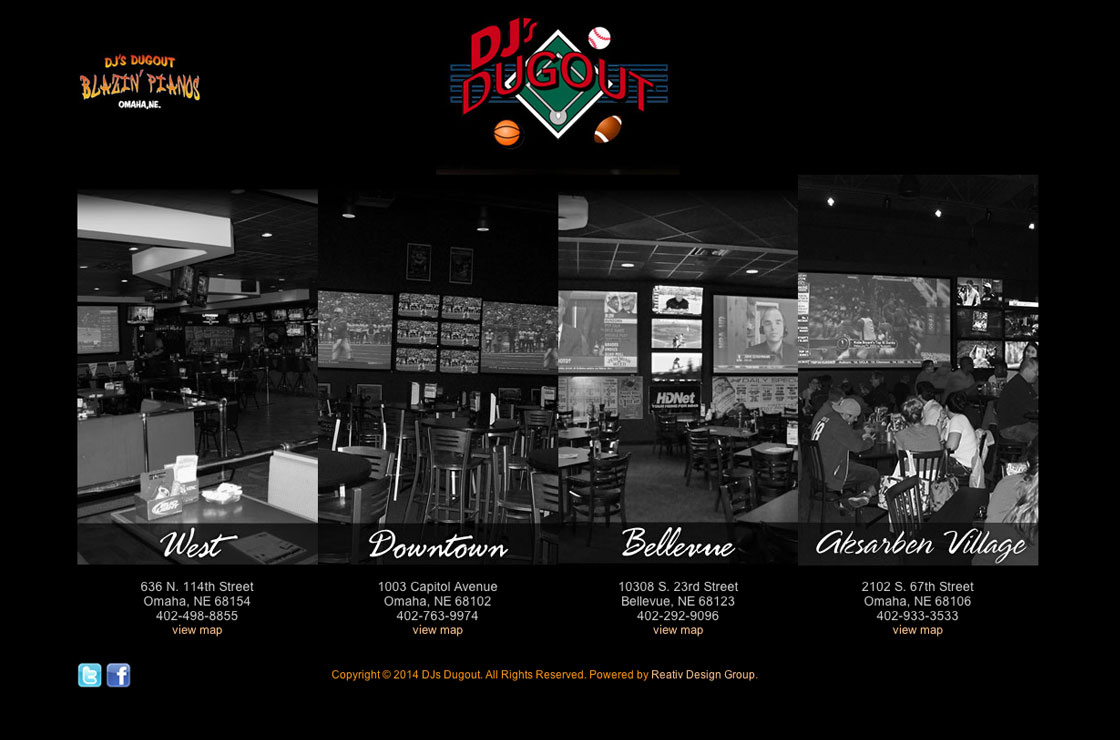 DJ'S DUGOUT
BLAZIN' PIANOS
OMAHA, NE.
DJ's
DUGOUT
HDNet
DAILY SPECI
West
Downtown
Bellevue
Aksarben Village
636 N. 114th Street
Omaha, NE 68154
402-498-8855
view map
1003 Capitol Avenue
Omaha, NE 68102
402-763-9974
view map
10308 S. 23rd Street
Bellevue, NE 68123
402-292-9096
view map
2102 S. 67th Street
Omaha, NE 68106
402-933-3533
view map
Copyright © 2014 DJs Dugout. All Rights Reserved. Powered by Reativ Design Group.